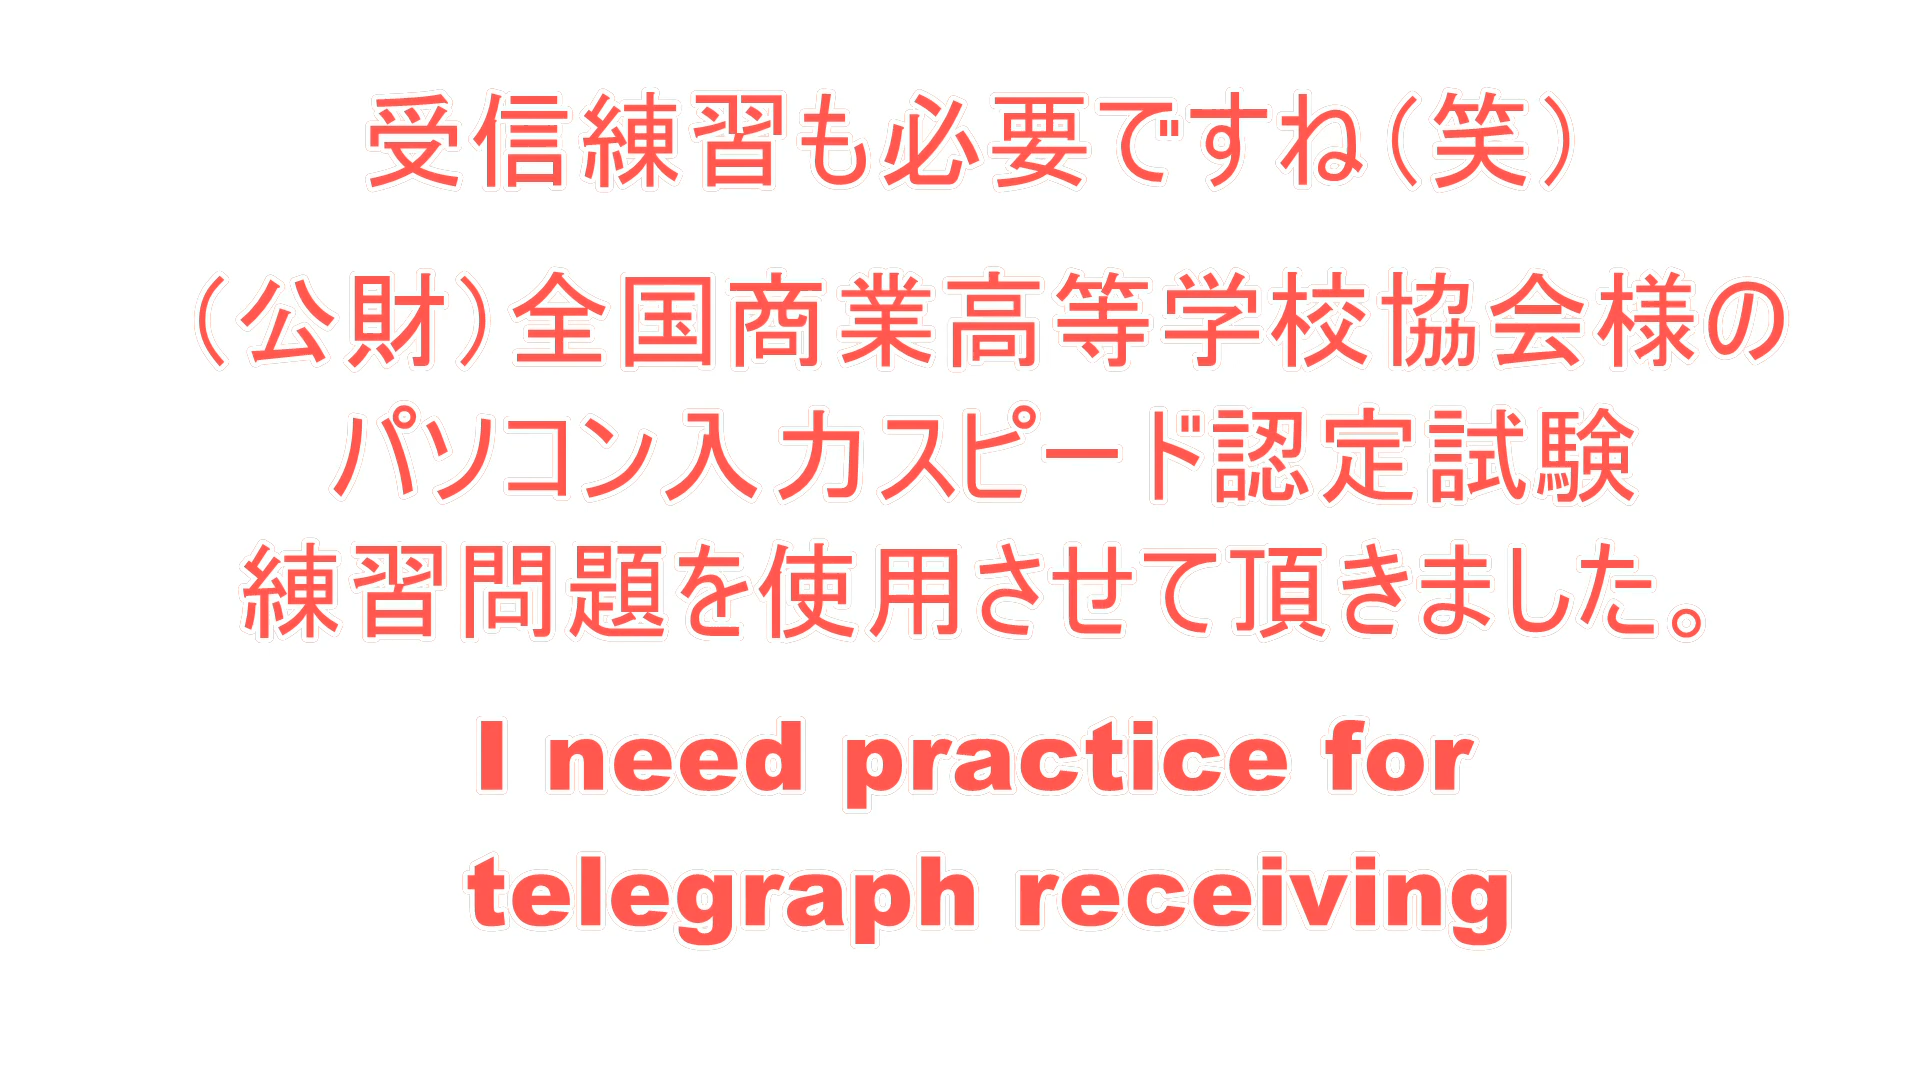 受信練習も必要ですね（笑）
（公財）全国商業高等学校協会様の
パソコン入力スピード認定試験
練習問題を使用させて頂きました。
I need practice for
telegraph receiving